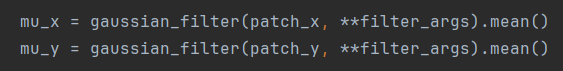 mu_x = gaussian_filter(patch_x, **filter_args).mean()
mu_y = gaussian_filter(patch_y, **filter_args).mean()